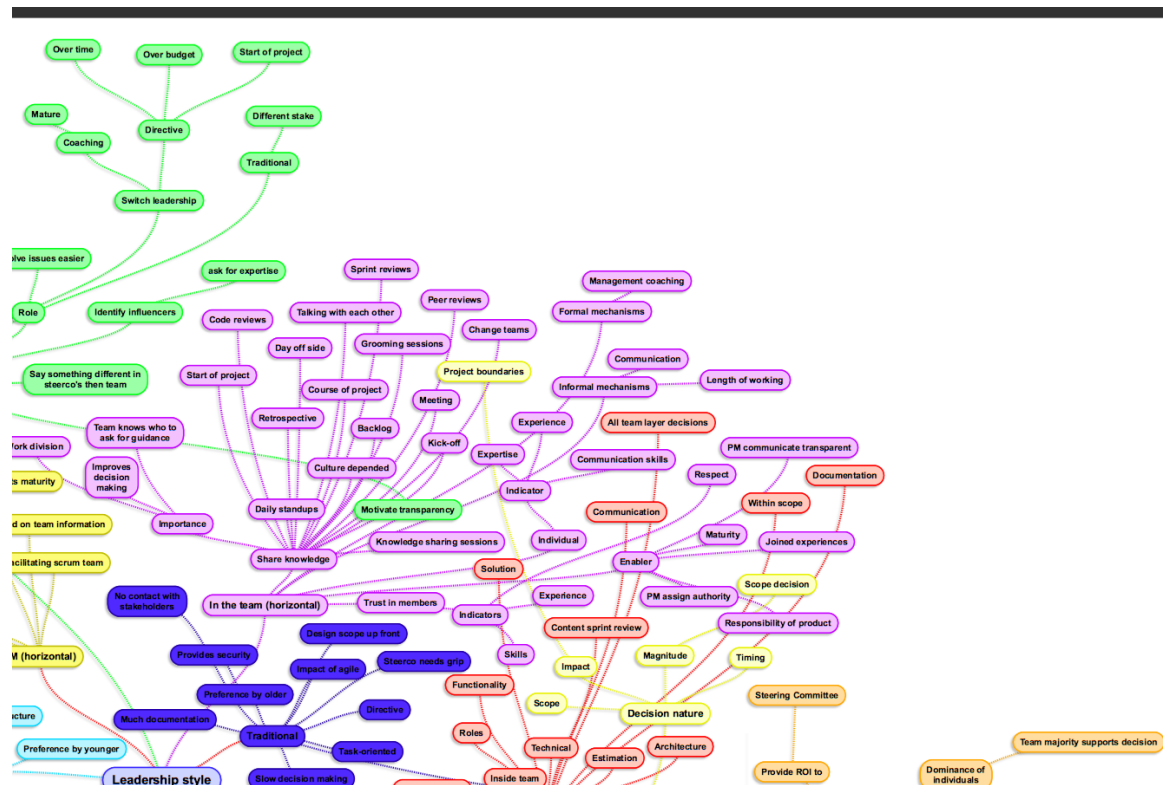 Over time
Over budget
Start of project
Mature
Directive
Different stake
Coaching
Traditional
Switch leadership
olve issues easier
ask for expertise
Sprint reviews
Management coaching
Role
Identify influencers
Code reviews
Talking with each other
Peer reviews
Formal mechanisms
Change teams
Day off side
Grooming sessions
Communication
Say something different in
steerco's then team
Start of project
Project boundaries
Informal mechanisms
Length of working
Course of project
Meeting
Team knows who to
ask for guidance
Retrospective
Backlog
Experience
All team layer decisions
ork division
Kick-off
PM communicate transparent
Improves
decision
making
Culture depended
Expertise
Communication skills
Respect
Documentation
s maturity
Indicator
Within scope
Importance
Daily standups
Motivate transparency
Communication
d on team information
Knowledge sharing sessions
Individual
Maturity
Joined experiences
acilitating scrum team
Share knowledge
Solution
Enabler
Scope decision
No contact with
stakeholders
In the team (horizontal)
Trust in members
Experience
PM assign authority
Indicators
Responsibility of product
Design scope up front
Content sprint review
M (horizontal)
Provides security
Skills
Impact of agile
Steerco needs grip
Impact
Magnitude
Timing
Functionality
Preference by older
Steering Committee
Scope
Directive
Decision nature
ucture
Much documentation
Roles
Traditional
Technical
Architecture
Team majority supports decision
Preference by younger
Task-oriented
Estimation
Leadership style
Slow decision making
Inside team
Provide ROI to
Dominance of
individuals